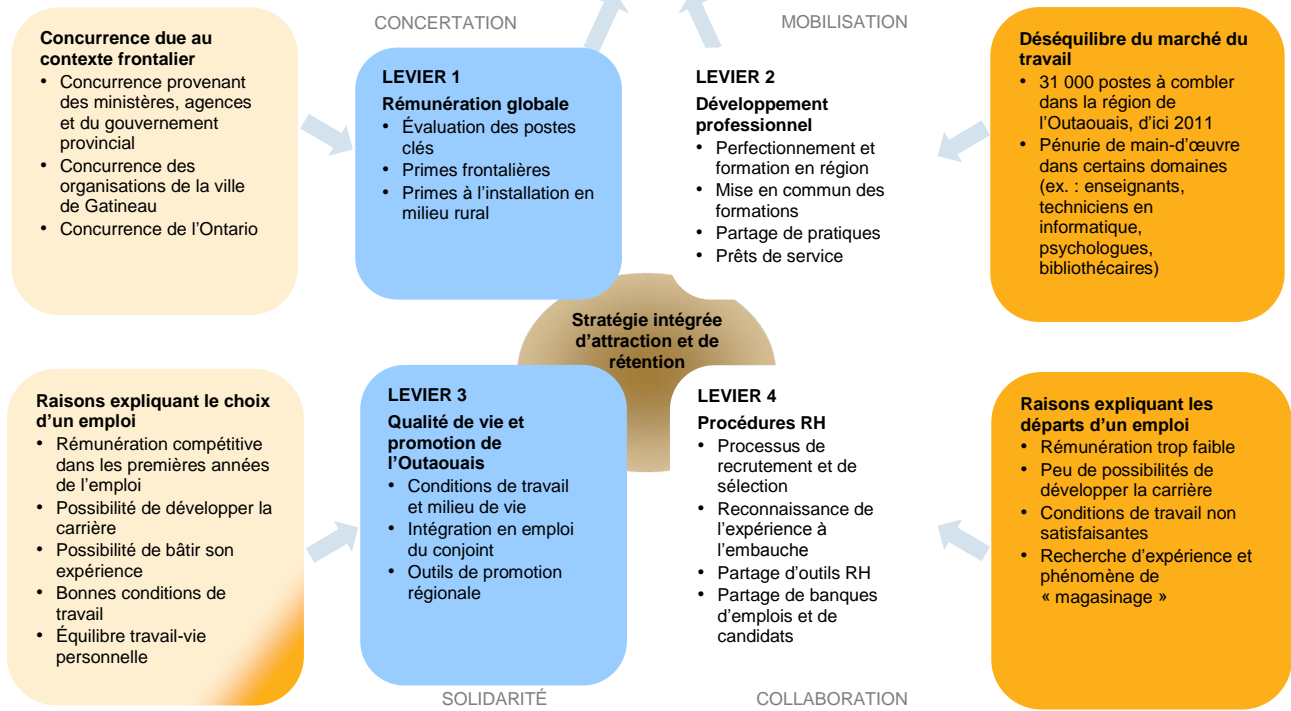 CONCERTATION
MOBILISATION
Concurrence due au
contexte frontalier
• Concurrence provenant
des ministères, agences
et du gouvernement
provincial
• Concurrence des
organisations de la ville
de Gatineau
• Concurrence de l'Ontario
LEVIER 1
Rémunération globale
• Évaluation des postes
clés
• Primes frontalières
• Primes à l'installation en
milieu rural
LEVIER 2
Développement
professionnel
• Perfectionnement et
formation en région
• Mise en commun des
formations
• Partage de pratiques
• Prêts de service
Déséquilibre du marché du
travail
• 31 000 postes à combler
dans la région de
l'Outaouais, d'ici 2011
• Pénurie de main-d'œuvre
dans certains domaines
(ex. : enseignants,
techniciens en
informatique,
psychologues,
bibliothécaires)
Stratégie intégrée
d'attraction et de
rétention
Raisons expliquant le choix
d'un emploi
• Rémunération compétitive
dans les premières années
de l'emploi
• Possibilité de développer la
carrière
• Possibilité de bâtir son
expérience
• Bonnes conditions de
travail
• Équilibre travail-vie
personnelle
LEVIER 3
Qualité de vie et
promotion de
l'Outaouais
• Conditions de travail
et milieu de vie
• Intégration en emploi
du conjoint
• Outils de promotion
régionale
LEVIER 4
Procédures RH
• Processus de
recrutement et de
sélection
• Reconnaissance de
l'expérience à
l'embauche
• Partage d'outils RH
• Partage de banques
d'emplois et de
candidats
Raisons expliquant les
départs d'un emploi
• Rémunération trop faible
• Peu de possibilités de
développer la carrière
• Conditions de travail non
satisfaisantes
• Recherche d'expérience et
phénomène de
« magasinage »
SOLIDARITÉ
COLLABORATION